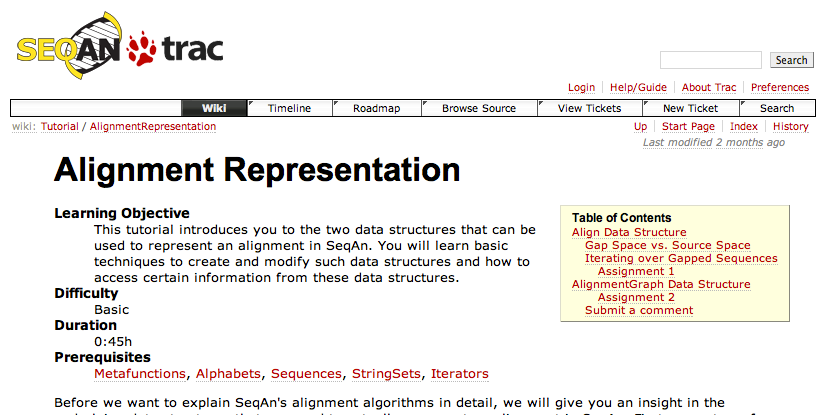 SEQAN trac
Search
Login Help/Guide About Trac Preferences
Wiki Timeline Roadmap Browse Source View Tickets New Ticket Search
wiki: Tutorial / AlignmentRepresentation
Up Start Page Index History
Last modified 2 months ago
Alignment Representation
Learning Objective
This tutorial introduces you to the two data structures that can be
used to represent an alignment in SeqAn. You will learn basic
techniques to create and modify such data structures and how to
access certain information from these data structures.
Difficulty
Basic
Duration
0:45h
Prerequisites
Metafunctions, Alphabets, Sequences, StringSets, Iterators
Table of Contents
Align Data Structure
Gap Space vs. Source Space
Iterating over Gapped Sequences
Assignment 1
AlignmentGraph Data Structure
Assignment 2
Submit a comment
Before we want to explain SeqAn's alignment algorithms in detail, we will give you an insight in the